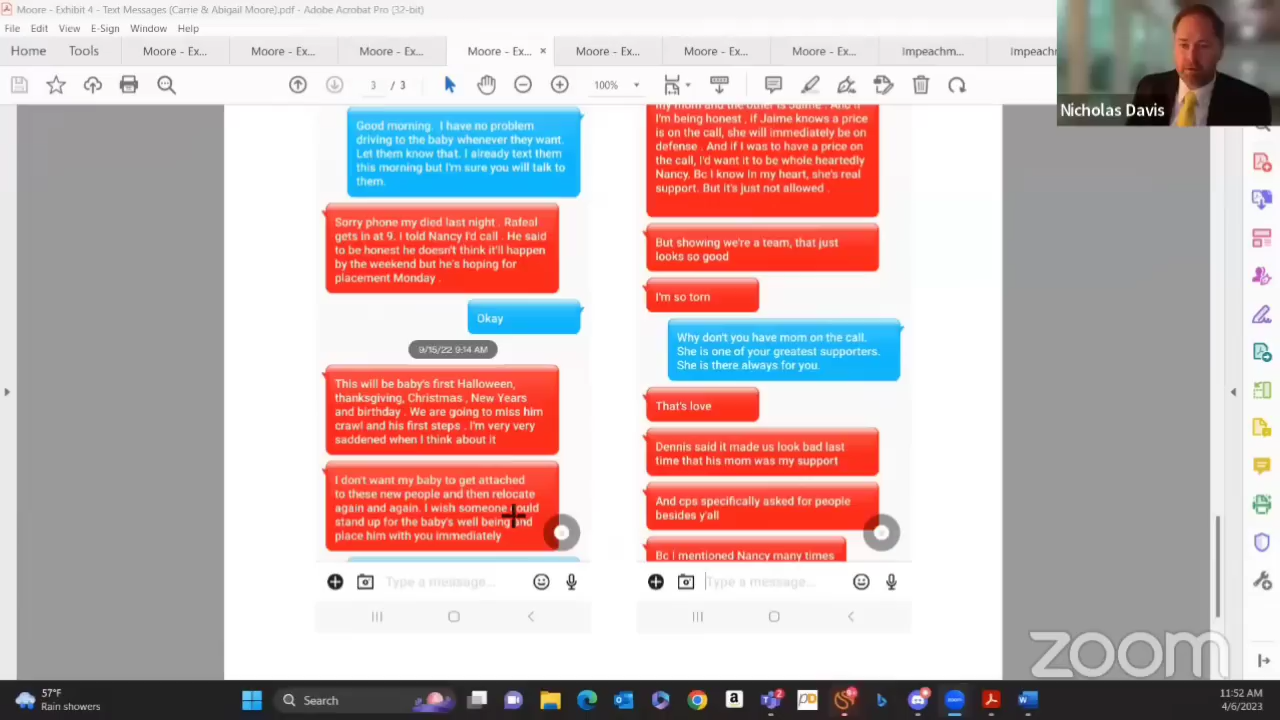 Moore - Exhibit 4 - Text Messages (Carrie & Abigail Moore).pdf - Adobe Acrobat Pro (32-bit)
File Edit View E-Sign Window Help
Home Tools Moore - Ex... Moore - Ex... Moore - Ex... Moore - Ex... × Moore - Ex... Moore - Ex... Moore - Ex... Impeachm... Impeachm
3 / 3 100%
Nicholas Davis
Good morning. I have no problem
driving to the baby whenever they want.
Let them know that. I already text them
this morning but I'm sure you will talk to
them.
Sorry phone my died last night . Rafeal
gets in at 9. I told Nancy I'd call . He said
to be honest he doesn't think it'll happen
by the weekend but he's hoping for
placement Monday .
Okay
9/15/22 9:14 AM
This will be baby's first Halloween,
thanksgiving, Christmas , New Years
and birthday . We are going to miss him
crawl and his first steps . I'm very very
saddened when I think about it
I don't want my baby to get attached
to these new people and then relocate
again and again. I wish someone could
stand up for the baby's well being and
place him with you immediately
Type a message...
my mom and the other is Jaime . And if
I'm being honest , if Jaime knows a price
is on the call, she will immediately be on
defense . And if I was to have a price on
the call, I'd want it to be whole heartedly
Nancy. Bc I know In my heart, she's real
support. But it's just not allowed .
But showing we're a team, that just
looks so good
I'm so torn
Why don't you have mom on the call.
She is one of your greatest supporters.
She is there always for you.
That's love
Dennis said it made us look bad last
time that his mom was my support
And cps specifically asked for people
besides y'all
Bc I mentioned Nancy many times
Type a message...
zoom
57°F
Rain showers
Search
11:52 AM
4/6/2023